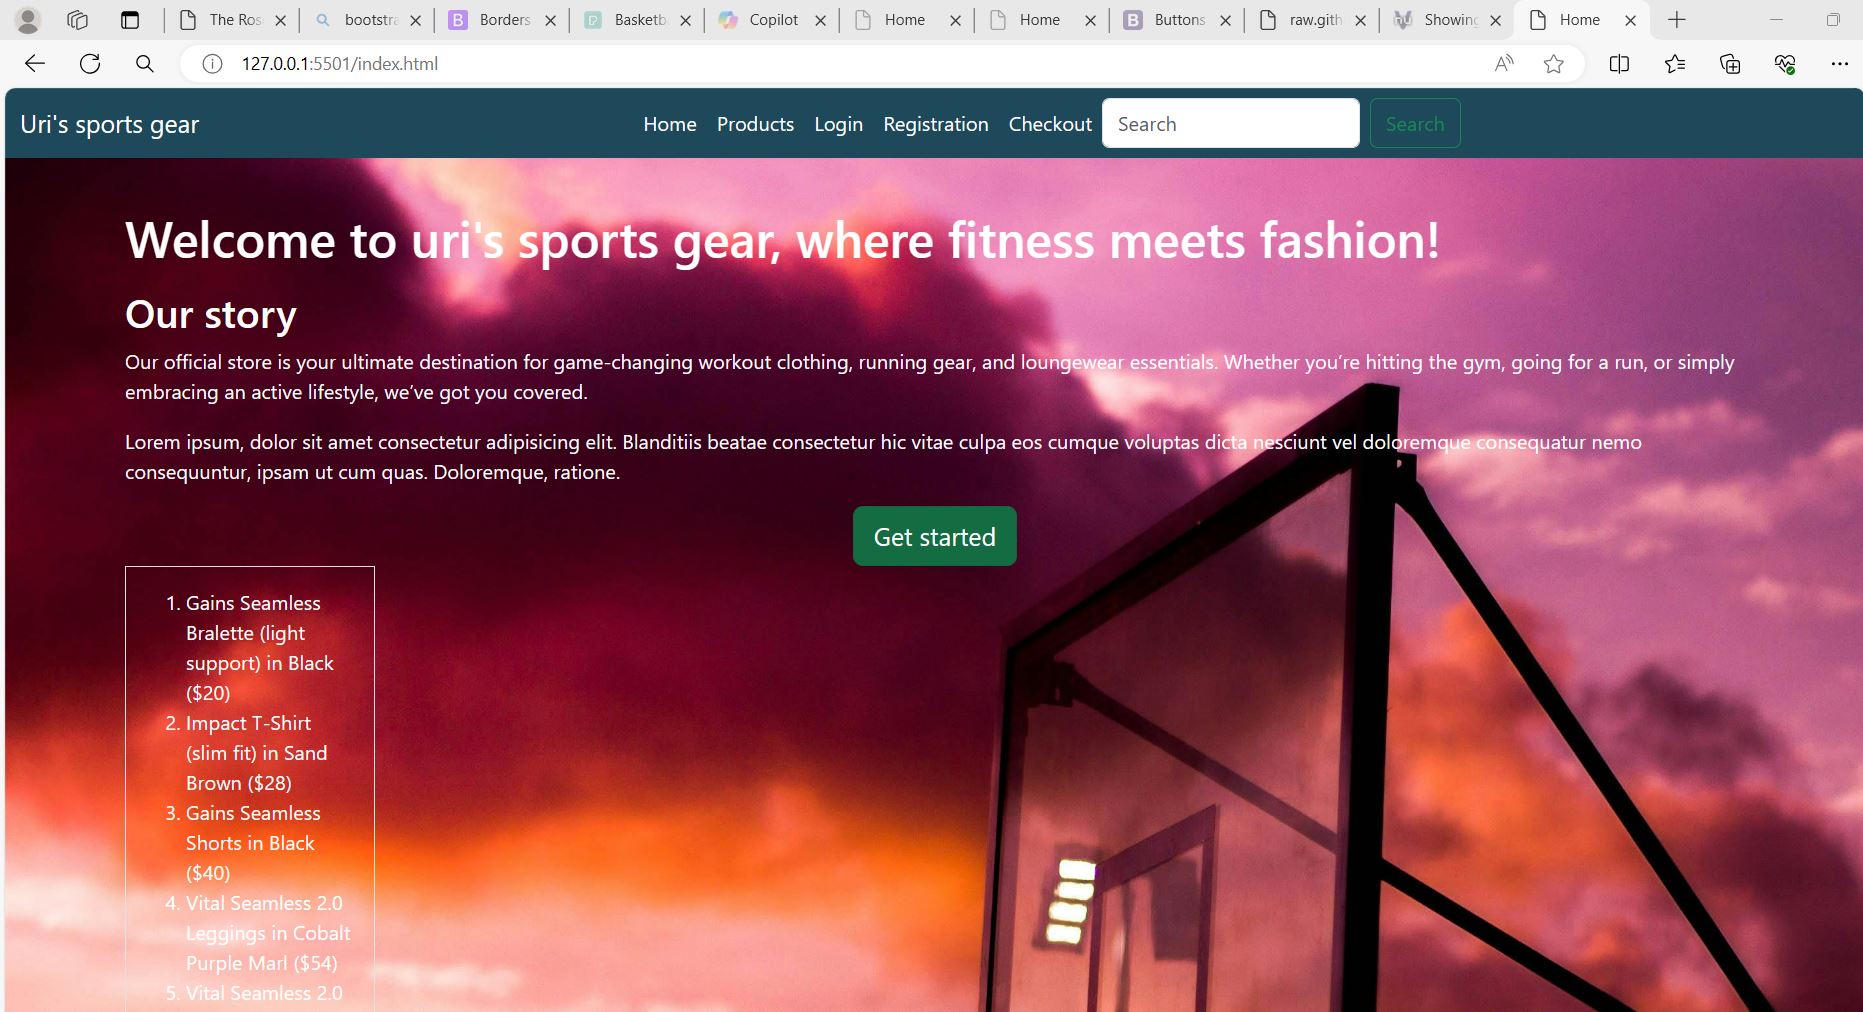 The Ros
bootstra
Borders
Basketb
Copilot
Home
Home
Buttons
raw.gith
Showing
Home
127.0.0.1:5501/index.html
Uri's sports gear
Home
Products
Login
Registration
Checkout
Search
Search
Welcome to uri's sports gear, where fitness meets fashion!
Our story
Our official store is your ultimate destination for game-changing workout clothing, running gear, and loungewear essentials. Whether you’re hitting the gym, going for a run, or simply
embracing an active lifestyle, we’ve got you covered.
Lorem ipsum, dolor sit amet consectetur adipisicing elit. Blanditiis beatae consectetur hic vitae culpa eos cumque voluptas dicta nesciunt vel doloremque consequatur nemo
consequuntur, ipsam ut cum quas. Doloremque, ratione.
Get started
1. Gains Seamless
Bralette (light
support) in Black
($20)
2. Impact T-Shirt
(slim fit) in Sand
Brown ($28)
3. Gains Seamless
Shorts in Black
($40)
4. Vital Seamless 2.0
Leggings in Cobalt
Purple Marl ($54)
5. Vital Seamless 2.0